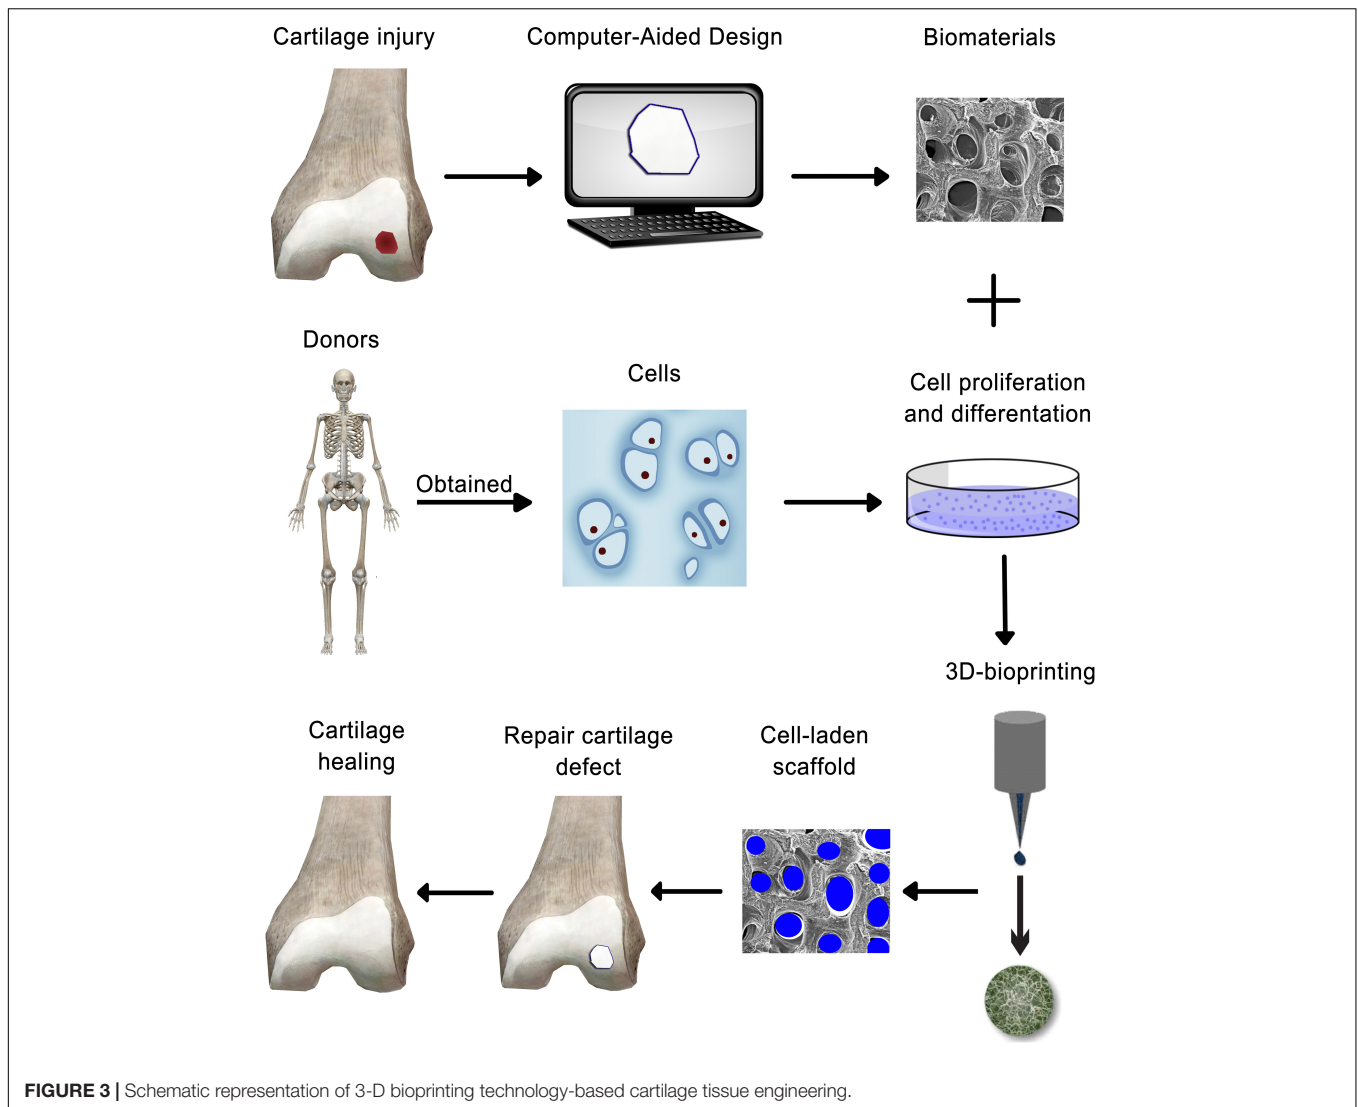 Cartilage injury
Computer-Aided Design
Biomaterials
Donors
Cells
Cell proliferation
and differentation
Obtained
3D-bioprinting
Cartilage
healing
Repair cartilage
defect
Cell-laden
scaffold
FIGURE 3 | Schematic representation of 3-D bioprinting technology-based cartilage tissue engineering.